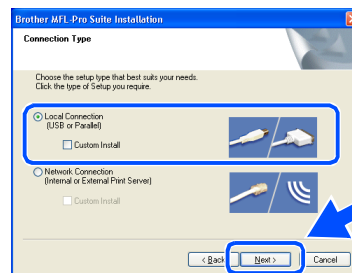 Brother MFL-Pro Suite Installation
Connection Type
Choose the setup type that best suits your needs.
Click the type of Setup you require.
Local Connection
(USB or Parallel)
Custom Install
Network Connection
(Internal or External Print Server)
Custom Install
< Back
Next >
Cancel